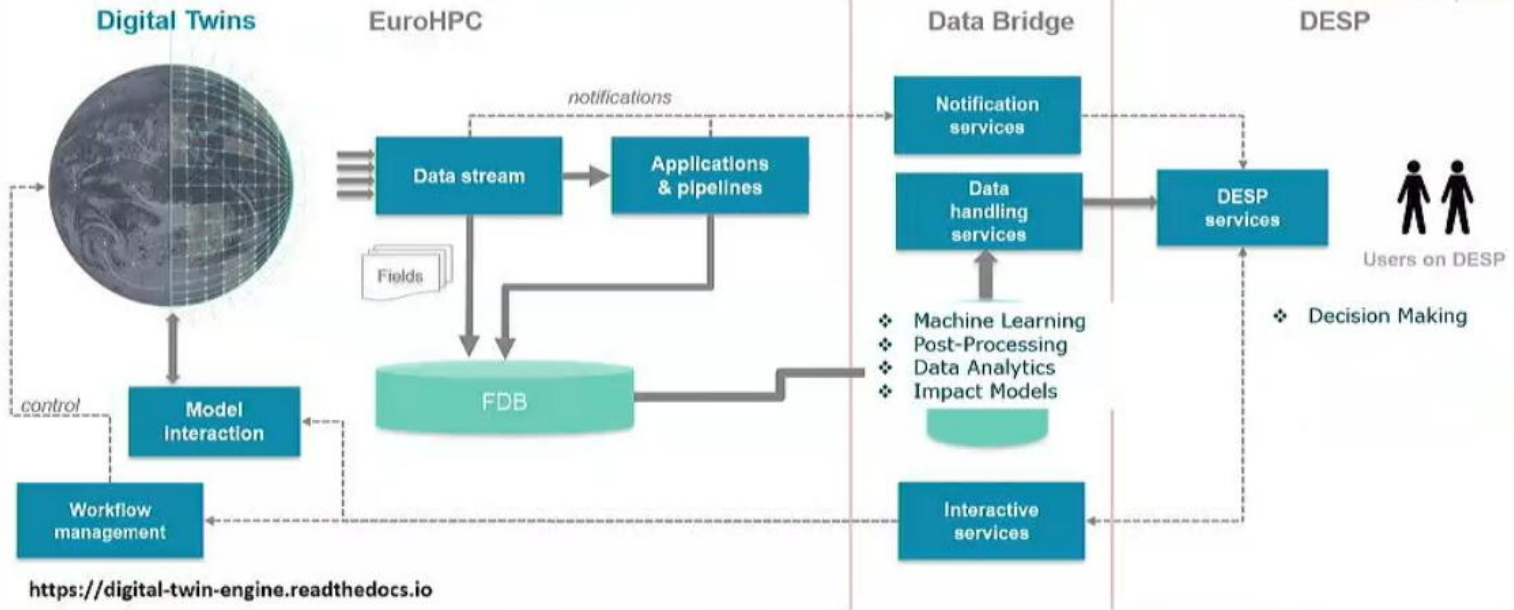 Digital Twins
EuroHPC
Data Bridge
DESP
notifications
Notification
services
Data stream
Applications
& pipelines
Data
handling
services
DESP
services
Users on DESP
Fields
Machine Learning
Post-Processing
Data Analytics
Impact Models
Decision Making
FDB
control
Model
interaction
Workflow
management
Interactive
services
https://digital-twin-engine.readthedocs.io